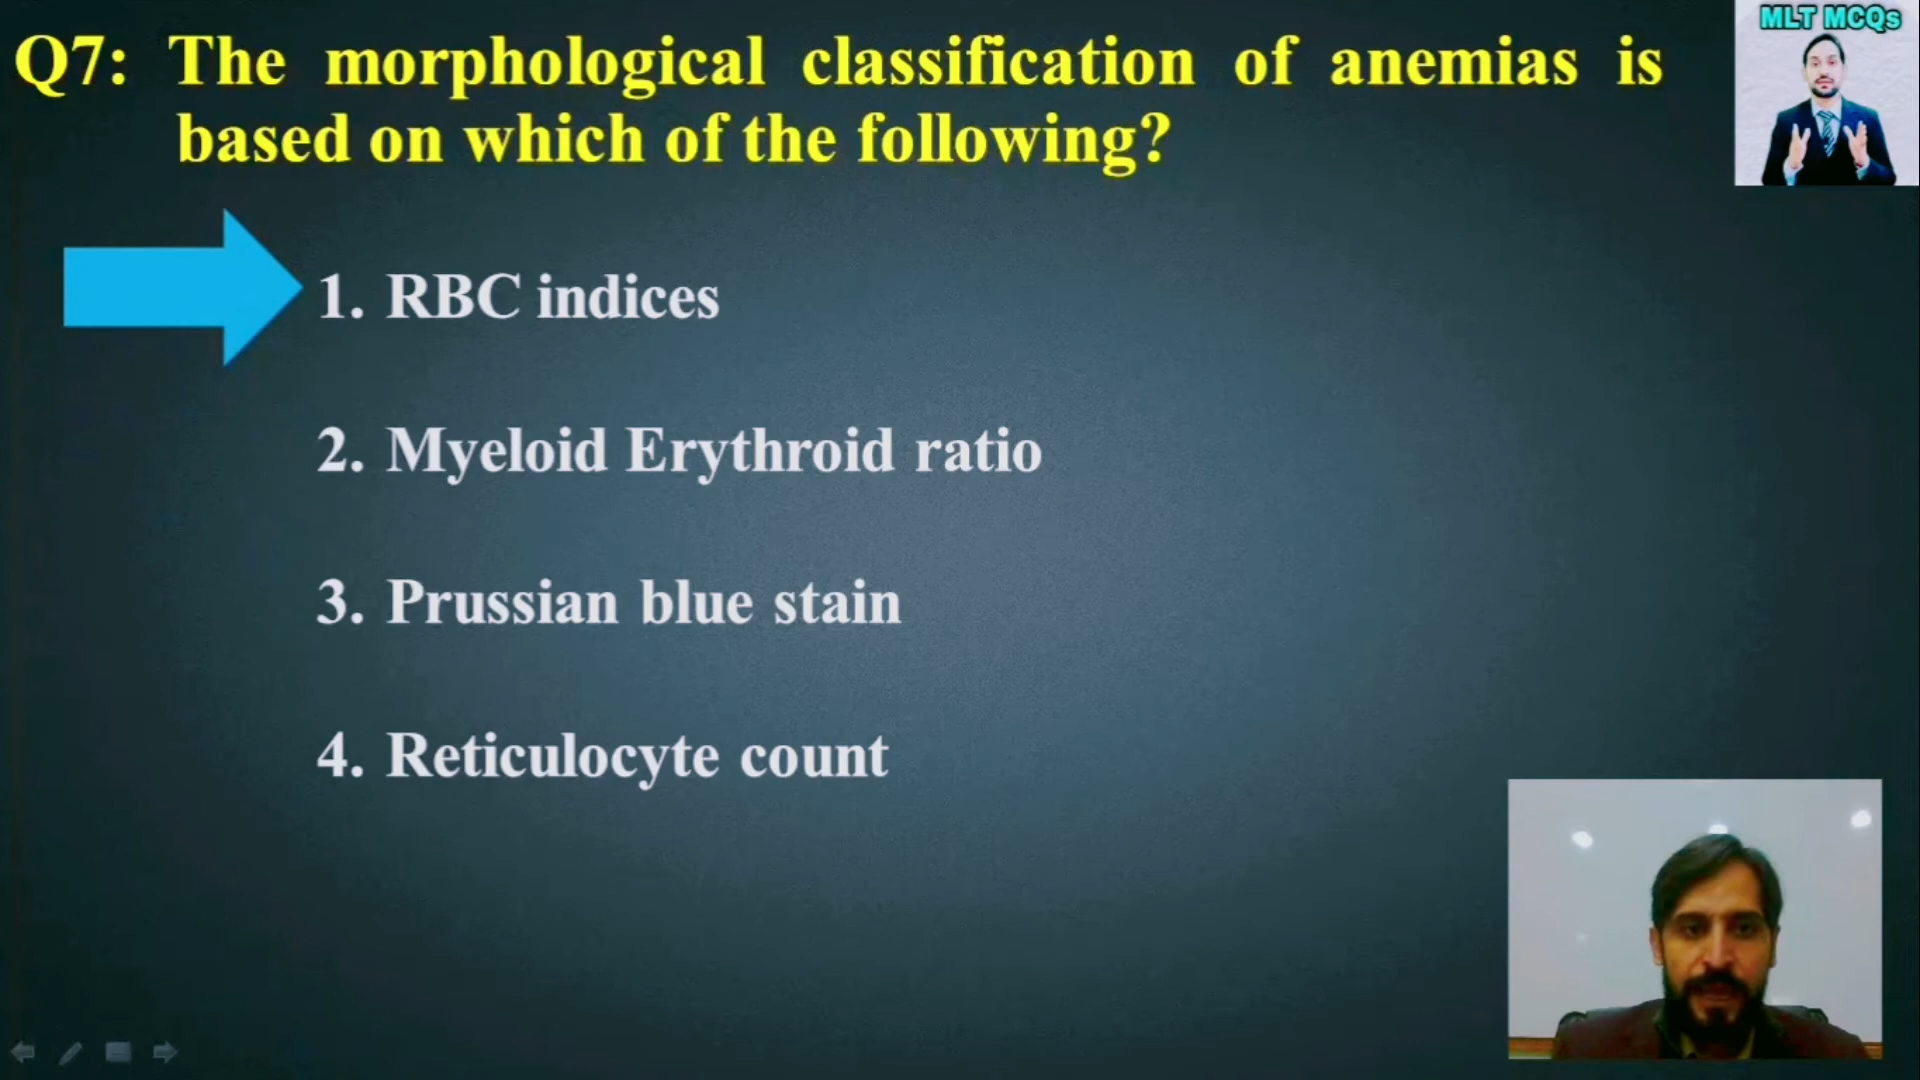 MLT MCQs
Q7: The morphological classification of anemias is
based on which of the following?
1. RBC indices
2. Myeloid Erythroid ratio
3. Prussian blue stain
4. Reticulocyte count